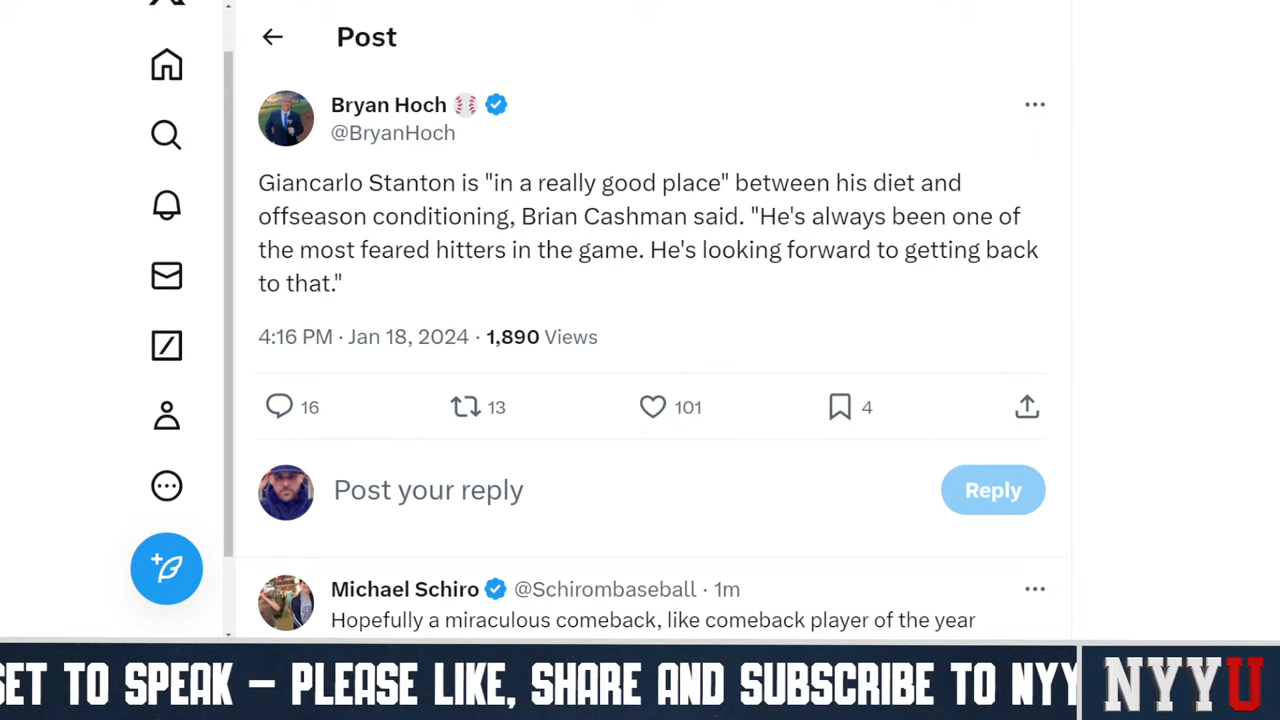 Post
Bryan Hoch
@BryanHoch
Giancarlo Stanton is "in a really good place" between his diet and
offseason conditioning, Brian Cashman said. "He's always been one of
the most feared hitters in the game. He's looking forward to getting back
to that."
4:16 PM · Jan 18, 2024 · 1,890 Views
16 13 101 4
Post your reply Reply
Michael Schiro @Schirombaseball · 1m
Hopefully a miraculous comeback, like comeback player of the year
SET TO SPEAK – PLEASE LIKE, SHARE AND SUBSCRIBE TO NYY NYYU